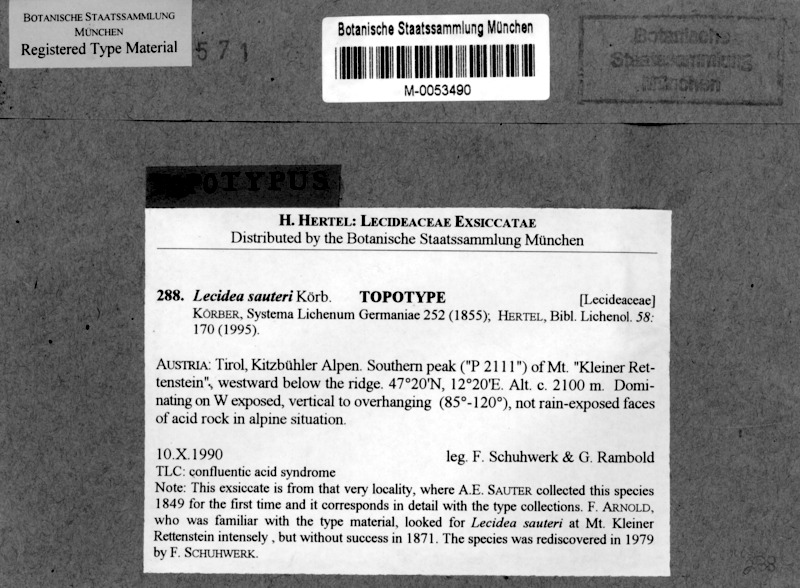 BOTANISCHE STAATSSAMMLUNG
MÜNCHEN
Registered Type Material
571
Botanische Staatssammlung München
M-0053490
Botanische
Staatssammlung
München
TOPOTYPUS
H. HERTEL: LECIDEACEAE EXSICCATAE
Distributed by the Botanische Staatssammlung München
288. Lecidea sauteri Körb. TOPOTYPE [Lecideaceae]
KÖRBER, Systema Lichenum Germaniae 252 (1855); HERTEL, Bibl. Lichenol. 58:
170 (1995).
AUSTRIA: Tirol, Kitzbühler Alpen. Southern peak ("P 2111") of Mt. "Kleiner Ret-
tenstein", westward below the ridge. 47°20'N, 12°20'E. Alt. c. 2100 m. Domi-
nating on W exposed, vertical to overhanging (85°-120°), not rain-exposed faces
of acid rock in alpine situation.
10.X.1990 leg. F. Schuhwerk & G. Rambold
TLC: confluentic acid syndrome
Note: This exsiccate is from that very locality, where A.E. SAUTER collected this species
1849 for the first time and it corresponds in detail with the type collections. F. ARNOLD,
who was familiar with the type material, looked for Lecidea sauteri at Mt. Kleiner
Rettenstein intensely , but without success in 1871. The species was rediscovered in 1979
by F. SCHUHWERK.
288